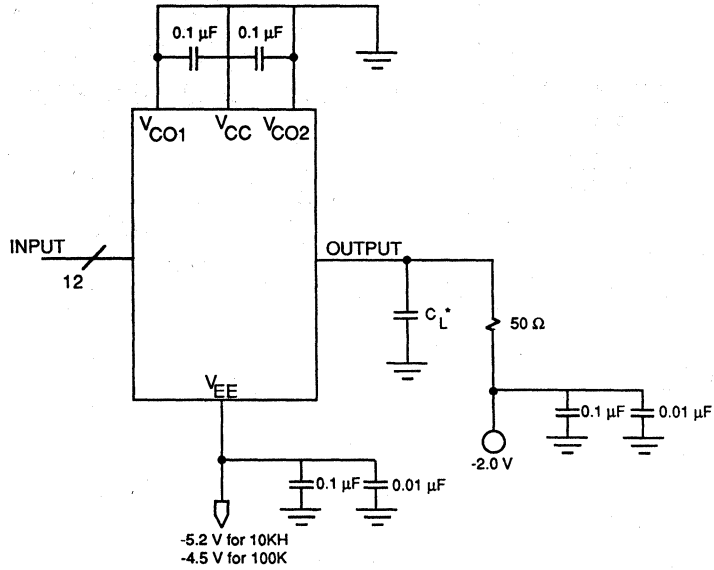 0.1 µF 0.1 µF
VCO1 VCC VCO2
INPUT
12
OUTPUT
CL*
50 Ω
VEE
0.1 µF 0.01 µF
-2.0 V
0.1 µF 0.01 µF
-5.2 V for 10KH
-4.5 V for 100K